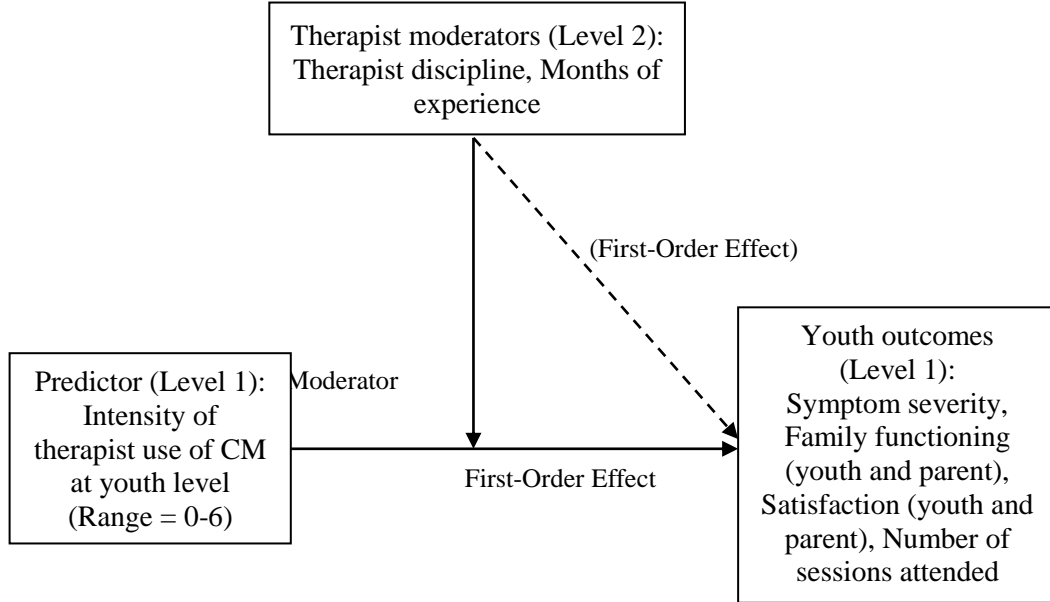 Therapist moderators (Level 2):
Therapist discipline, Months of
experience
(First-Order Effect)
Predictor (Level 1):
Intensity of
therapist use of CM
at youth level
(Range = 0-6)
Moderator
First-Order Effect
Youth outcomes
(Level 1):
Symptom severity,
Family functioning
(youth and parent),
Satisfaction (youth and
parent), Number of
sessions attended